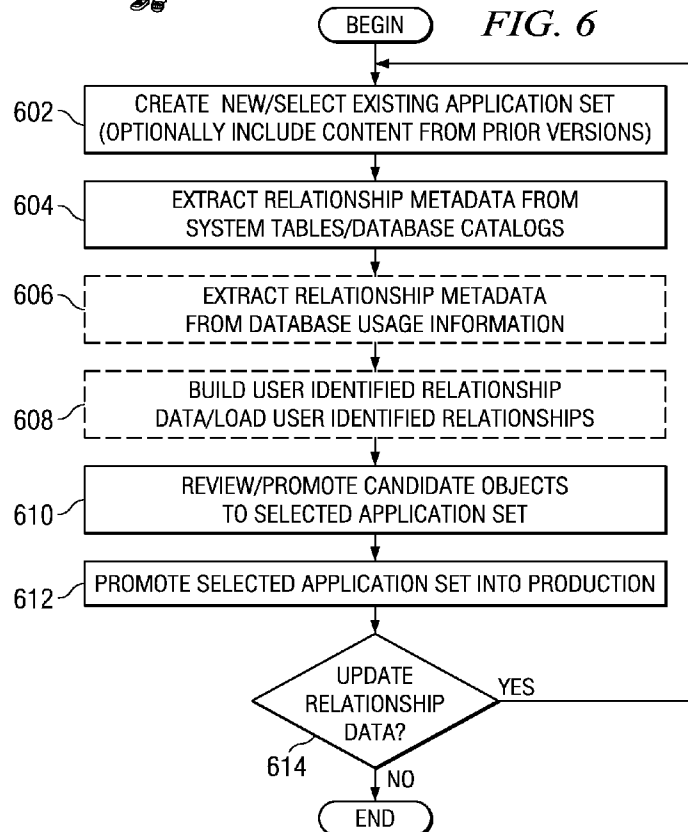 BEGIN
FIG. 6
602
CREATE NEW/SELECT EXISTING APPLICATION SET
(OPTIONALLY INCLUDE CONTENT FROM PRIOR VERSIONS)
604
EXTRACT RELATIONSHIP METADATA FROM
SYSTEM TABLES/DATABASE CATALOGS
606
EXTRACT RELATIONSHIP METADATA
FROM DATABASE USAGE INFORMATION
608
BUILD USER IDENTIFIED RELATIONSHIP
DATA/LOAD USER IDENTIFIED RELATIONSHIPS
610
REVIEW/PROMOTE CANDIDATE OBJECTS
TO SELECTED APPLICATION SET
612
PROMOTE SELECTED APPLICATION SET INTO PRODUCTION
UPDATE
RELATIONSHIP
DATA?
YES
614
NO
END